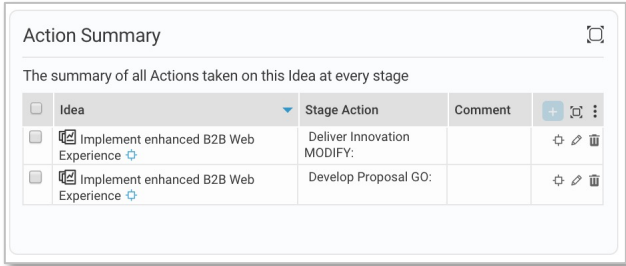 Action Summary
The summary of all Actions taken on this Idea at every stage
Idea Stage Action Comment
Implement enhanced B2B Web Experience Deliver Innovation MODIFY:
Implement enhanced B2B Web Experience Develop Proposal GO: